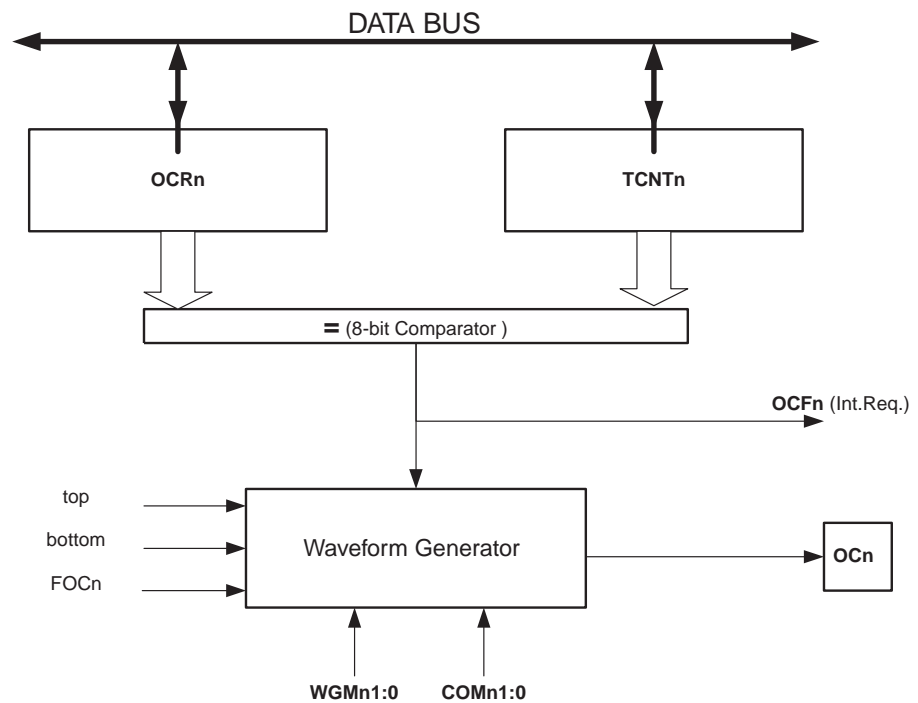 DATA BUS
OCRn
TCNTn
= (8-bit Comparator )
OCFn (Int.Req.)
top
bottom
FOCn
Waveform Generator
OCn
WGMn1:0
COMn1:0